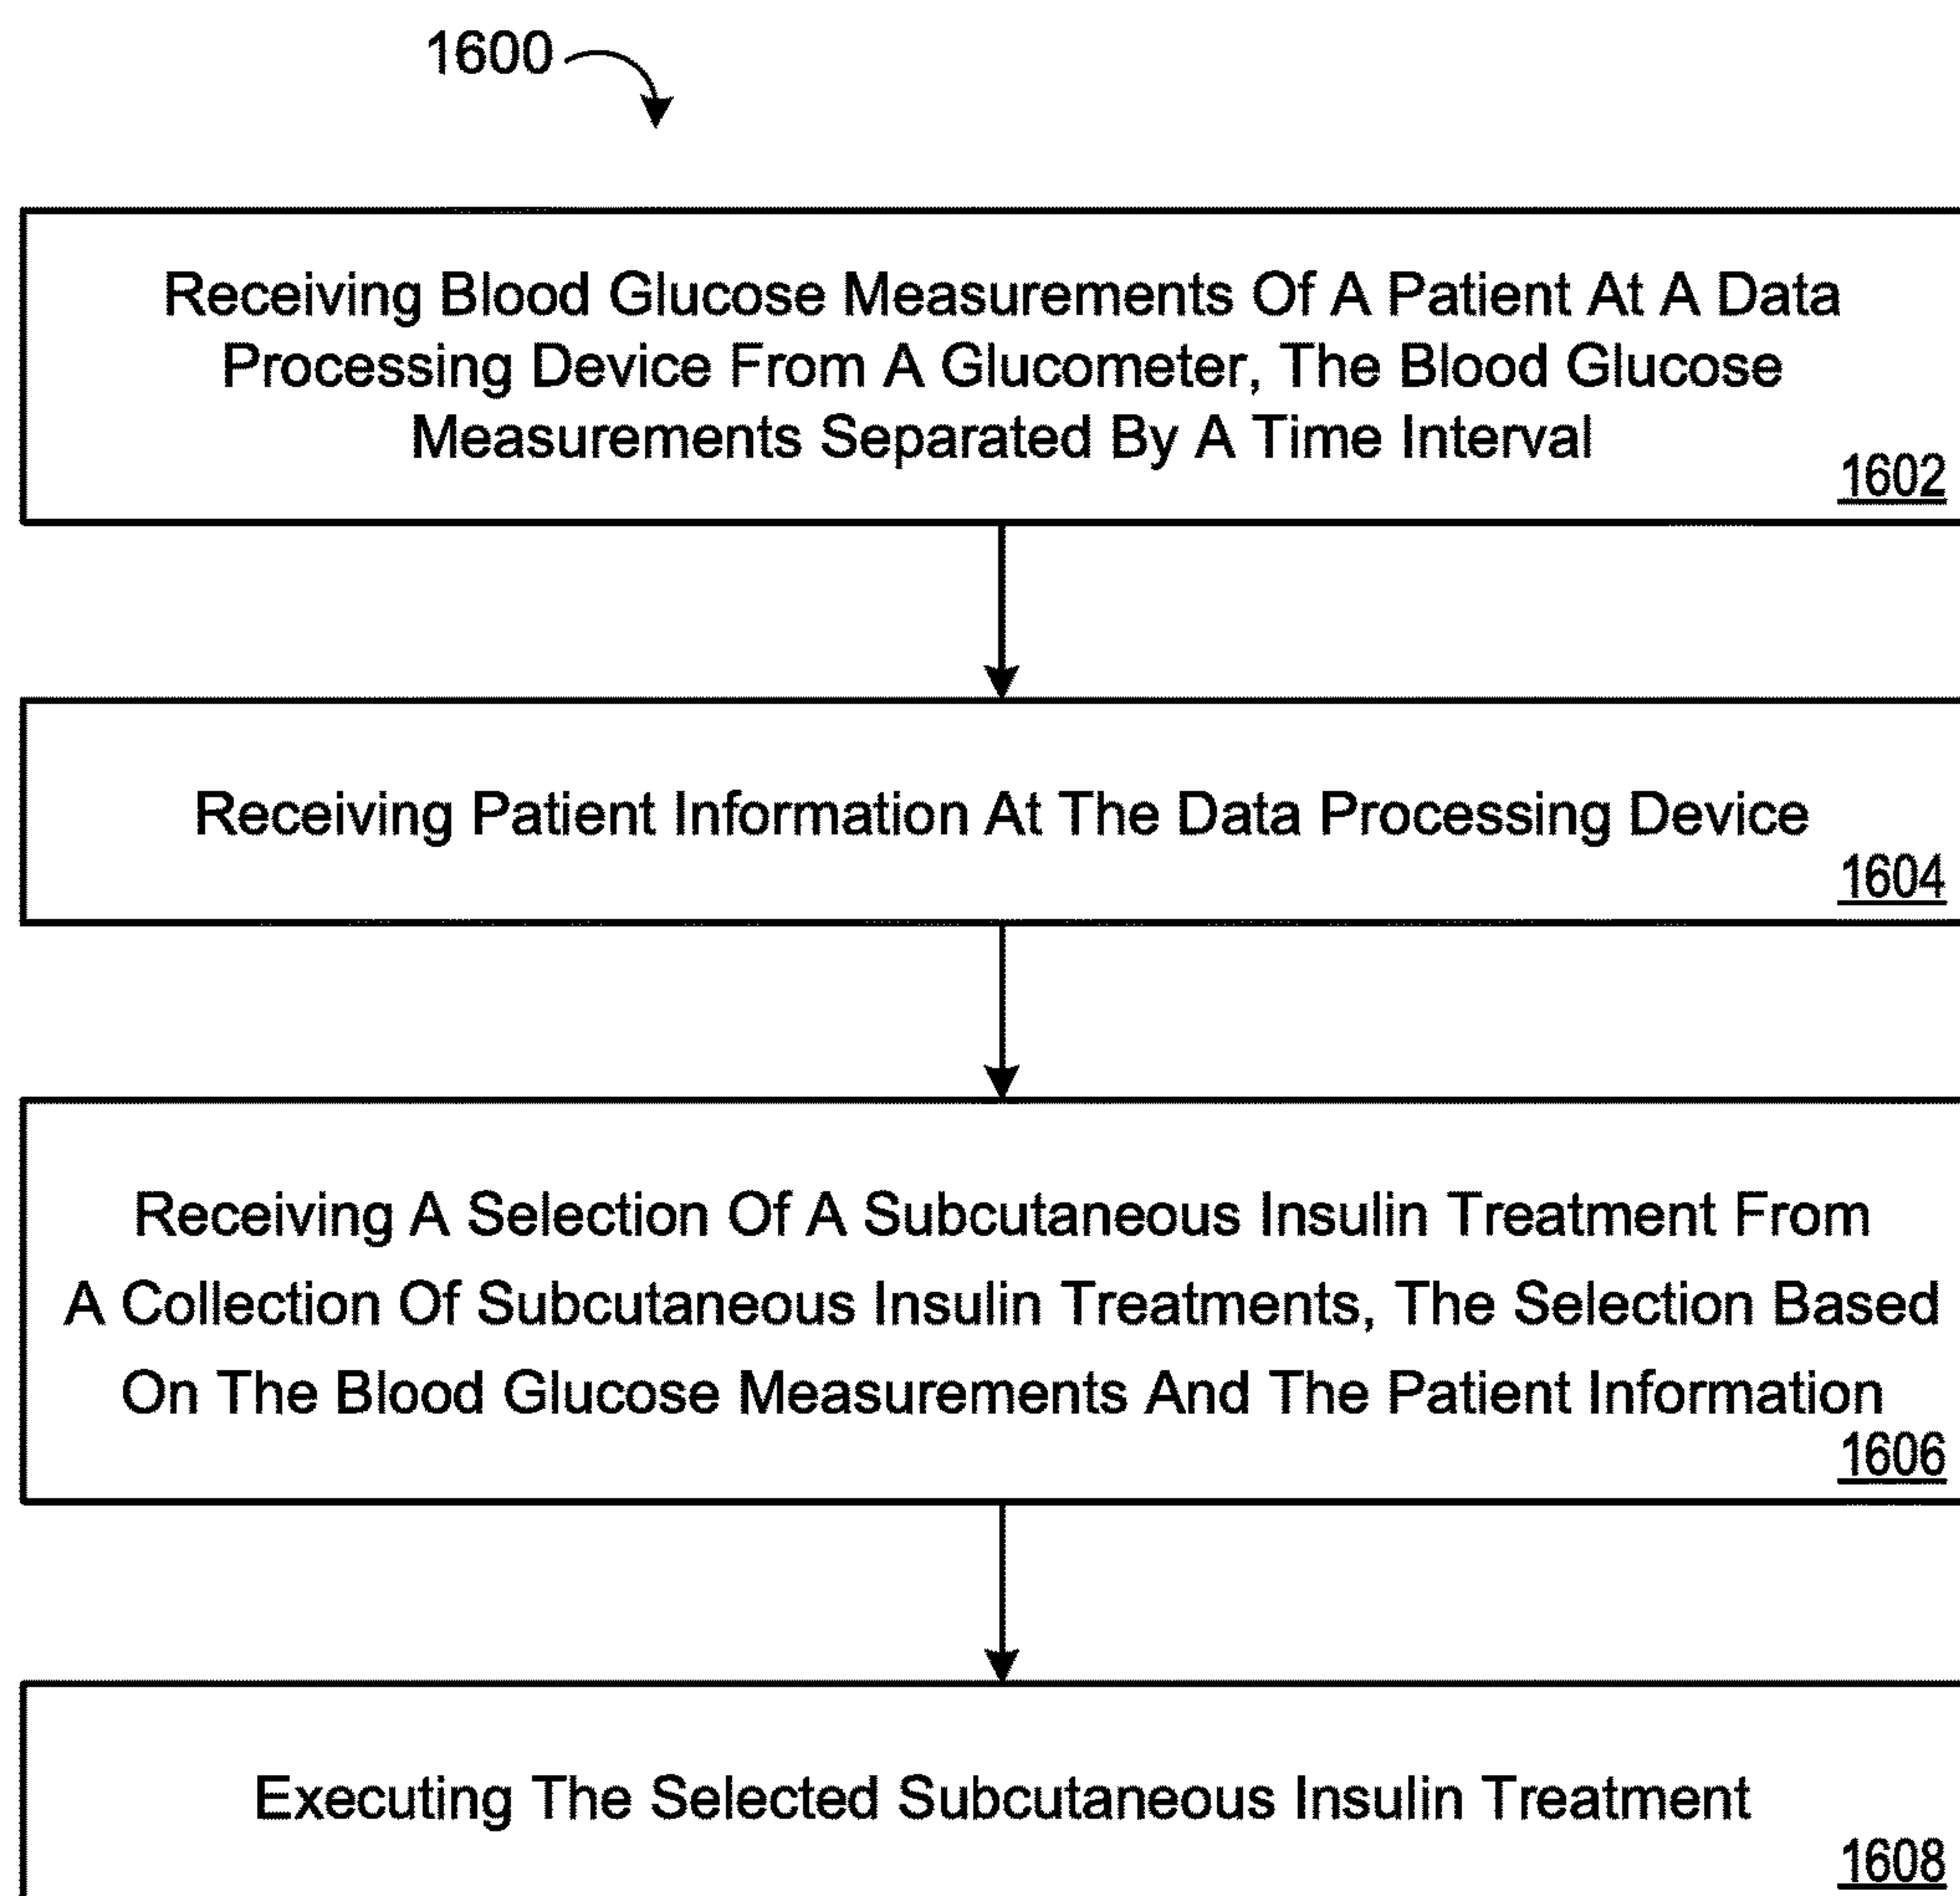 1600
Receiving Blood Glucose Measurements Of A Patient At A Data
Processing Device From A Glucometer, The Blood Glucose
Measurements Separated By A Time Interval
1602
Receiving Patient Information At The Data Processing Device
1604
Receiving A Selection Of A Subcutaneous Insulin Treatment From
A Collection Of Subcutaneous Insulin Treatments, The Selection Based
On The Blood Glucose Measurements And The Patient Information
1606
Executing The Selected Subcutaneous Insulin Treatment
1608